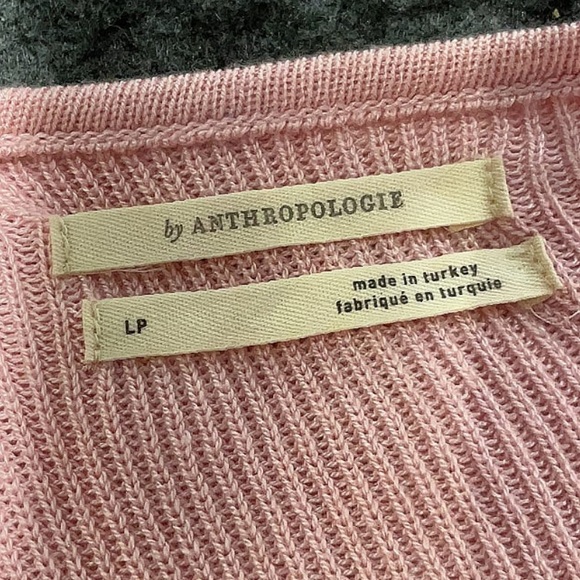 by ANTHROPOLOGIE
LP
made in turkey
fabriqué en turquie